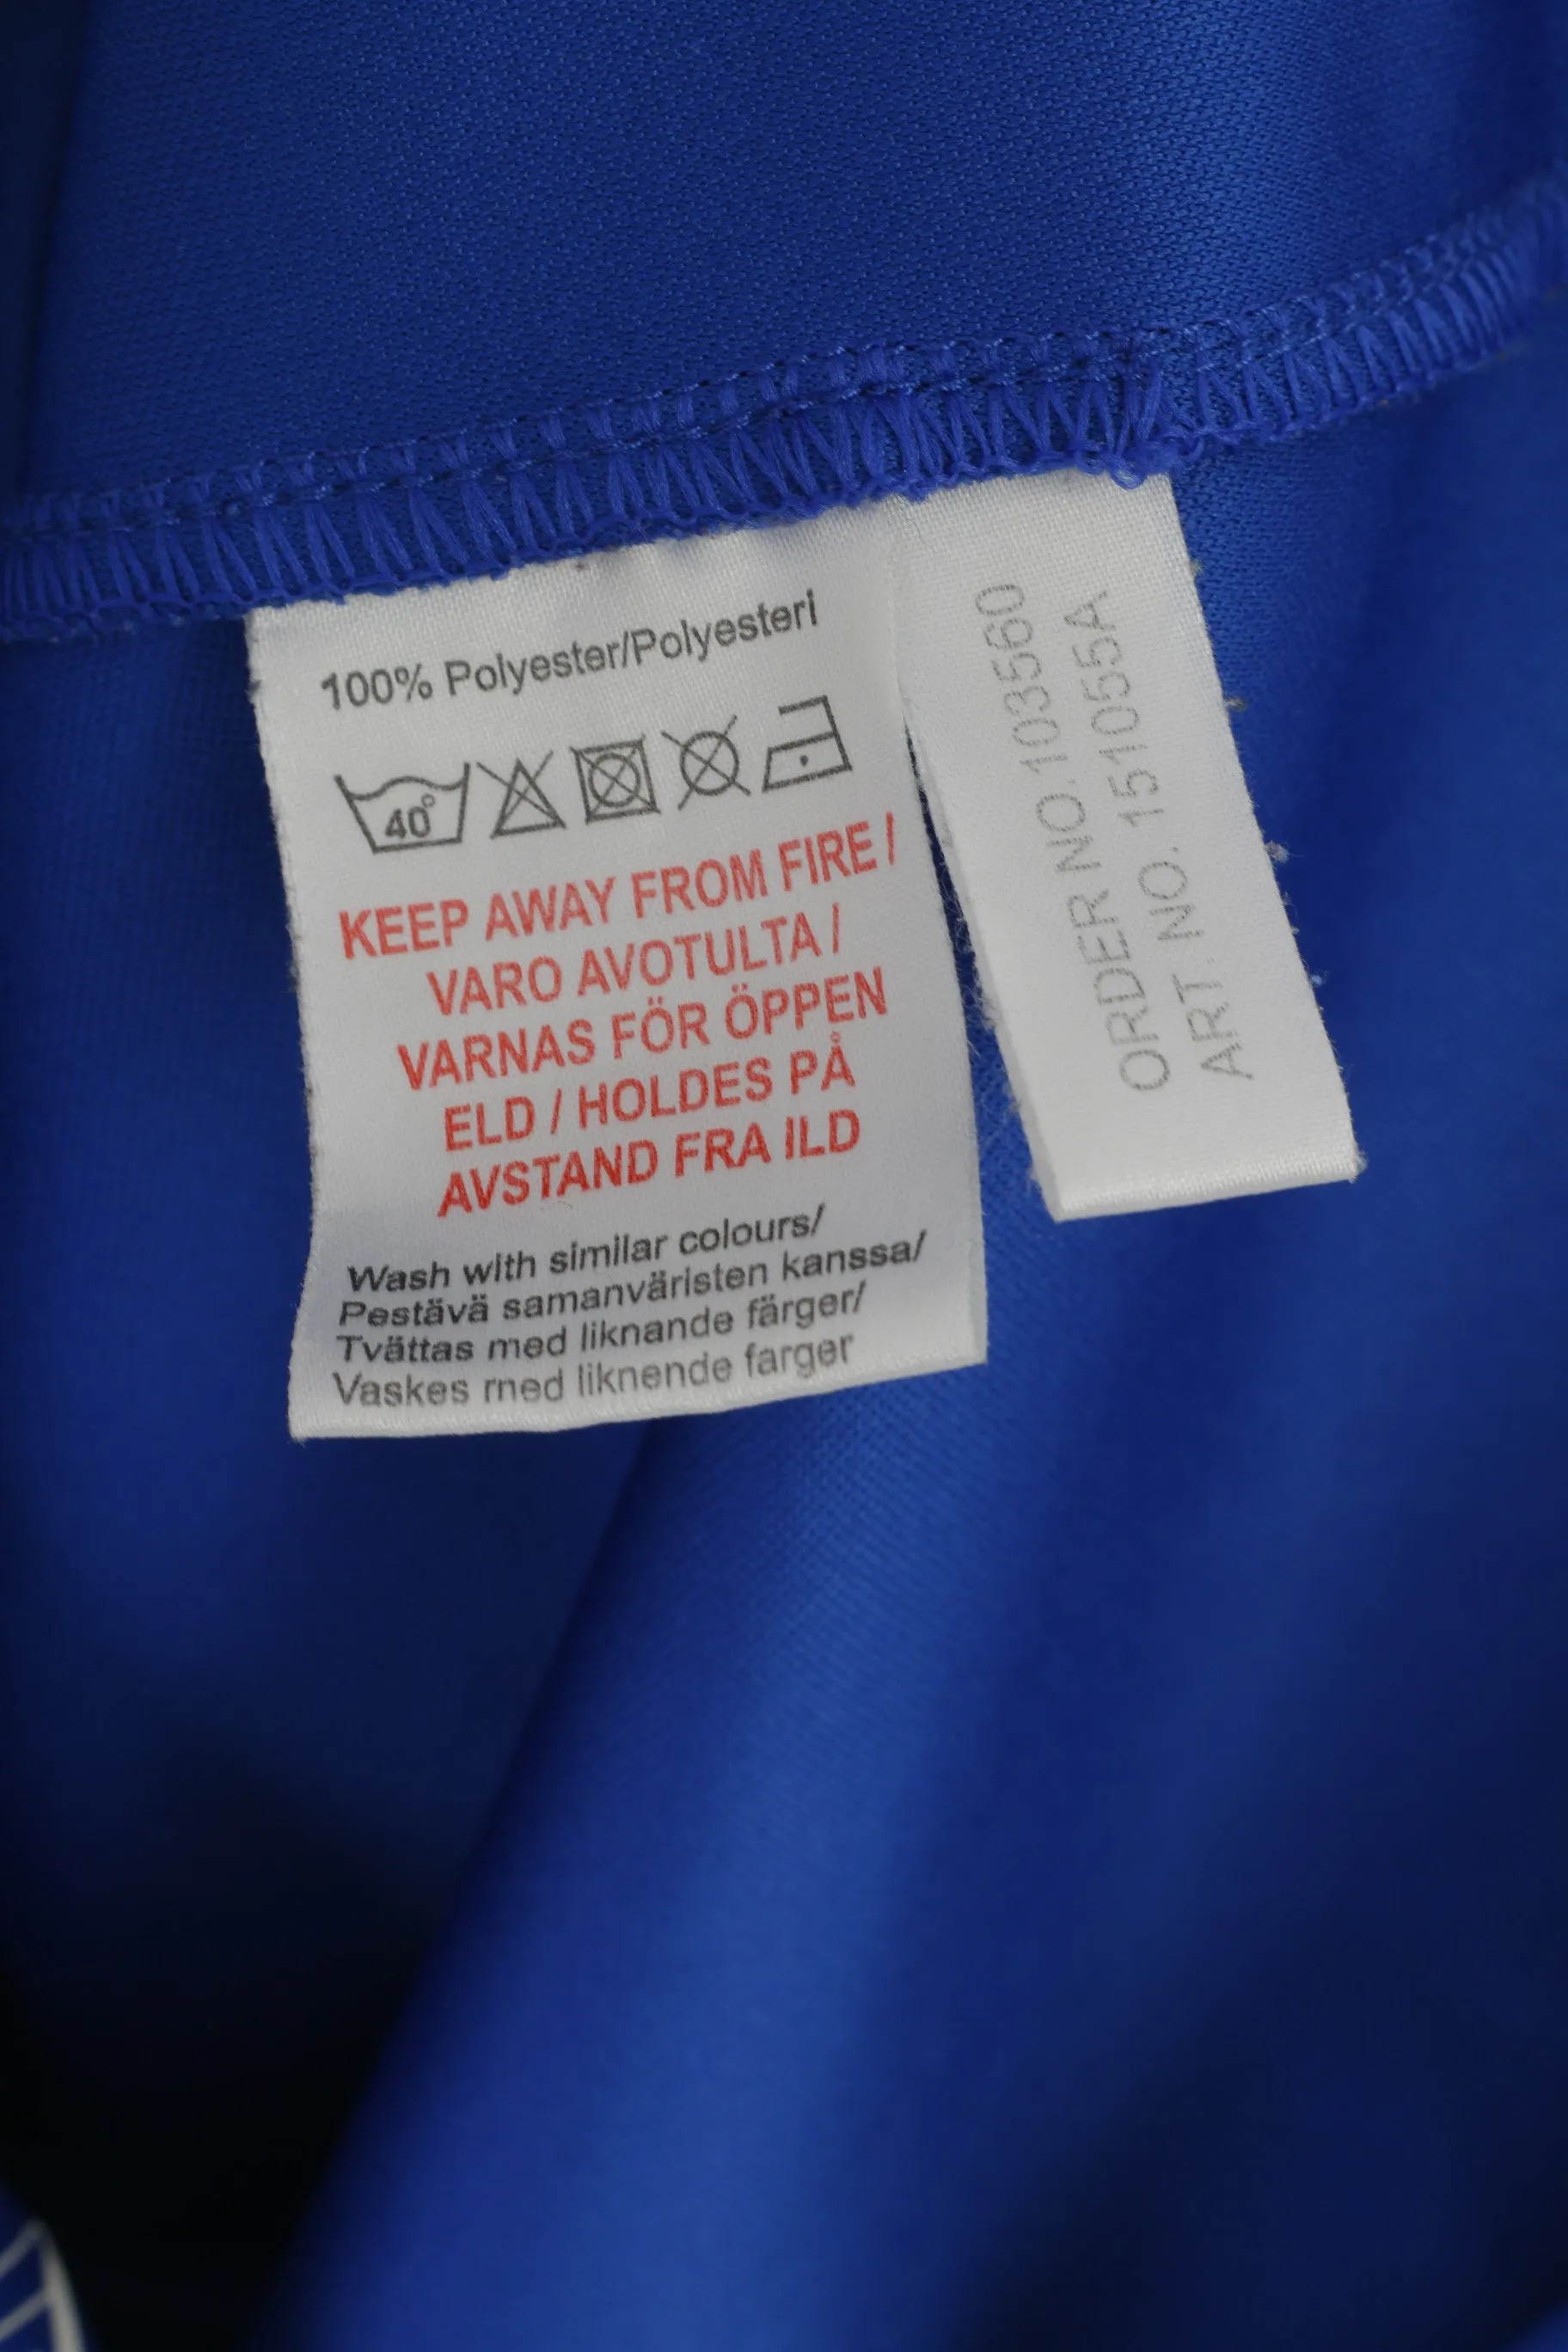 100% Polyester/Polyesteri
40°
KEEP AWAY FROM FIRE /
VARO AVOTULTA /
VARNAS FÖR ÖPPEN
ELD / HOLDES PÅ
AVSTAND FRA ILD
Wash with similar colours/
Pestävä samanväristen kanssa/
Tvättas med liknande färger/
Vaskes med liknende farger
ORDER NO.103560
ART. NO. 151055A